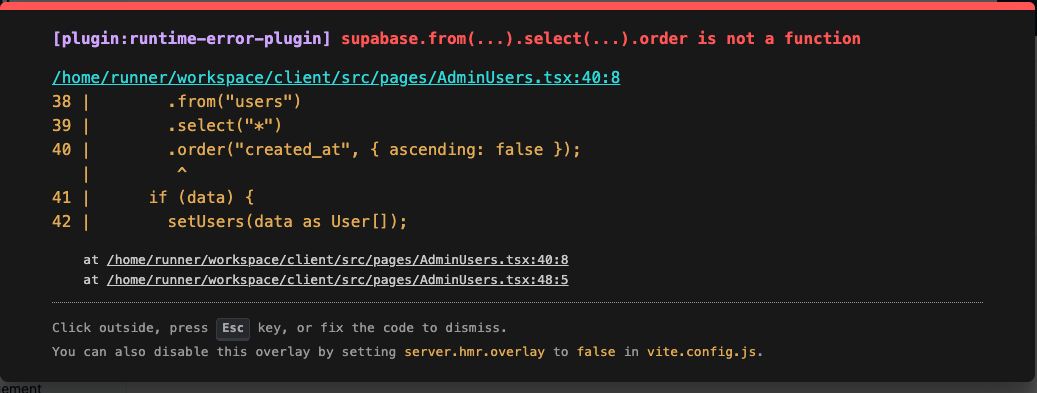 [plugin:runtime-error-plugin] supabase.from(...).select(...).order is not a function
/home/runner/workspace/client/src/pages/AdminUsers.tsx:40:8
38 |        .from("users")
39 |        .select("*")
40 |        .order("created_at", { ascending: false });
   |         ^
41 |      if (data) {
42 |        setUsers(data as User[]);
at /home/runner/workspace/client/src/pages/AdminUsers.tsx:40:8
at /home/runner/workspace/client/src/pages/AdminUsers.tsx:48:5
Click outside, press Esc key, or fix the code to dismiss.
You can also disable this overlay by setting server.hmr.overlay to false in vite.config.js.
ement